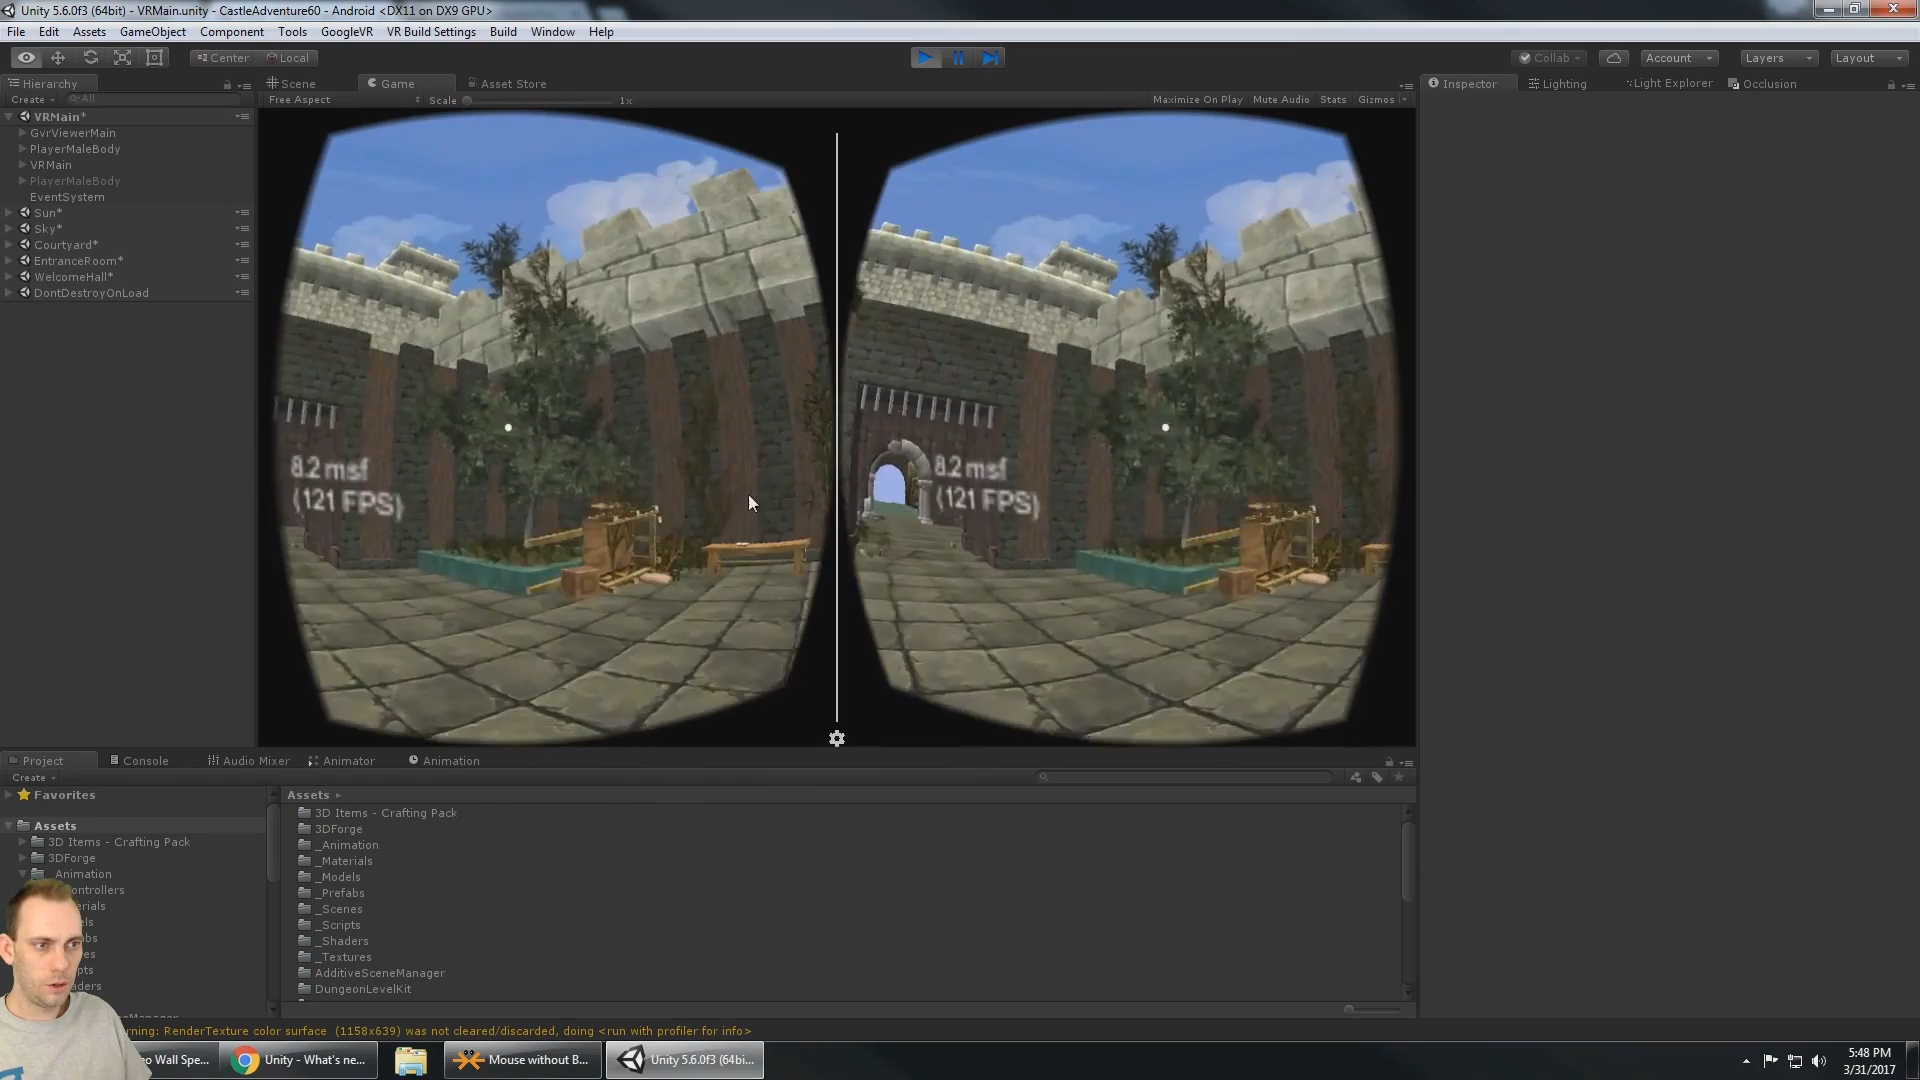 Unity 5.6.0f3 (64bit) - VRMain.unity - CastleAdventure60 - Android <DX11 on DX9 GPU>
File Edit Assets GameObject Component Tools GoogleVR VR Build Settings Build Window Help
Center Local Collab Account Layers Layout
Hierarchy Scene Game Asset Store Inspector Lighting Light Explorer Occlusion
Create All Free Aspect Scale 1x Maximize On Play Mute Audio Stats Gizmos
VRMain*
GvrViewerMain
PlayerMaleBody
VRMain
PlayerMaleBody
EventSystem
Sun*
Sky*
Courtyard*
EntranceRoom*
WelcomeHall*
DontDestroyOnLoad
8.2 msf
(121 FPS)
8.2 msf
(121 FPS)
Project Console Audio Mixer Animator Animation
Create
Favorites
Assets
3D Items - Crafting Pack
3DForge
_Animation
Assets
3D Items - Crafting Pack
3DForge
_Animation
_Materials
_Models
_Prefabs
_Scenes
_Scripts
_Shaders
_Textures
AdditiveSceneManager
DungeonLevelKit
RenderTexture color surface (1158x639) was not cleared/discarded, doing <run with profiler for info>
Wall Spe...
Unity - What's ne...
Mouse without B...
Unity 5.6.0f3 (64bi...
5:48 PM
3/31/2017